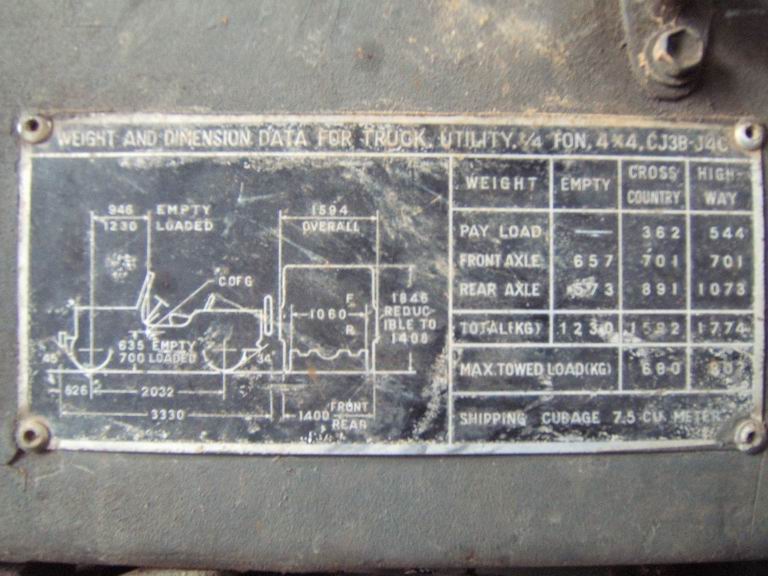 WEIGHT AND DIMENSION DATA FOR TRUCK, UTILITY, 1/4 TON, 4×4, CJ3B-J4C
946 EMPTY
1230 LOADED
C OF G
635 EMPTY
700 LOADED
45° 34°
626 2032
3330
1594
OVERALL
1060 F R
1846
REDUC-
IBLE TO
1408
1400 FRONT
REAR
WEIGHT EMPTY CROSS COUNTRY HIGH-WAY
PAY LOAD — 362 544
FRONT AXLE 657 701 701
REAR AXLE 573 891 1073
TOTAL(KG) 1230 1592 1774
MAX.TOWED LOAD(KG) 680
SHIPPING CUBAGE 7.5 CU. METER